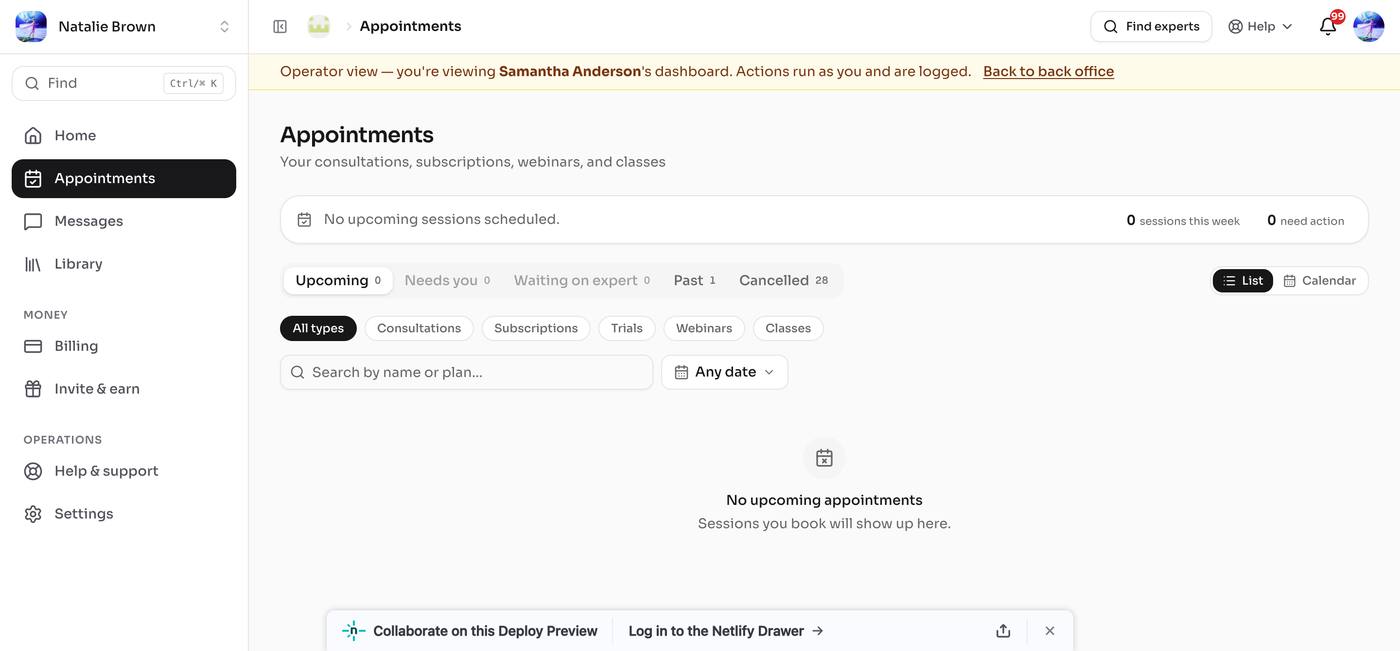 Natalie Brown
Appointments
Find experts
Help
99
Find
Ctrl/⌘ K
Operator view — you're viewing Samantha Anderson's dashboard. Actions run as you and are logged. Back to back office
Home
Appointments
Messages
Library
MONEY
Billing
Invite & earn
OPERATIONS
Help & support
Settings
Appointments
Your consultations, subscriptions, webinars, and classes
No upcoming sessions scheduled.
0 sessions this week
0 need action
Upcoming 0
Needs you 0
Waiting on expert 0
Past 1
Cancelled 28
List
Calendar
All types
Consultations
Subscriptions
Trials
Webinars
Classes
Search by name or plan...
Any date
No upcoming appointments
Sessions you book will show up here.
Collaborate on this Deploy Preview
Log in to the Netlify Drawer →